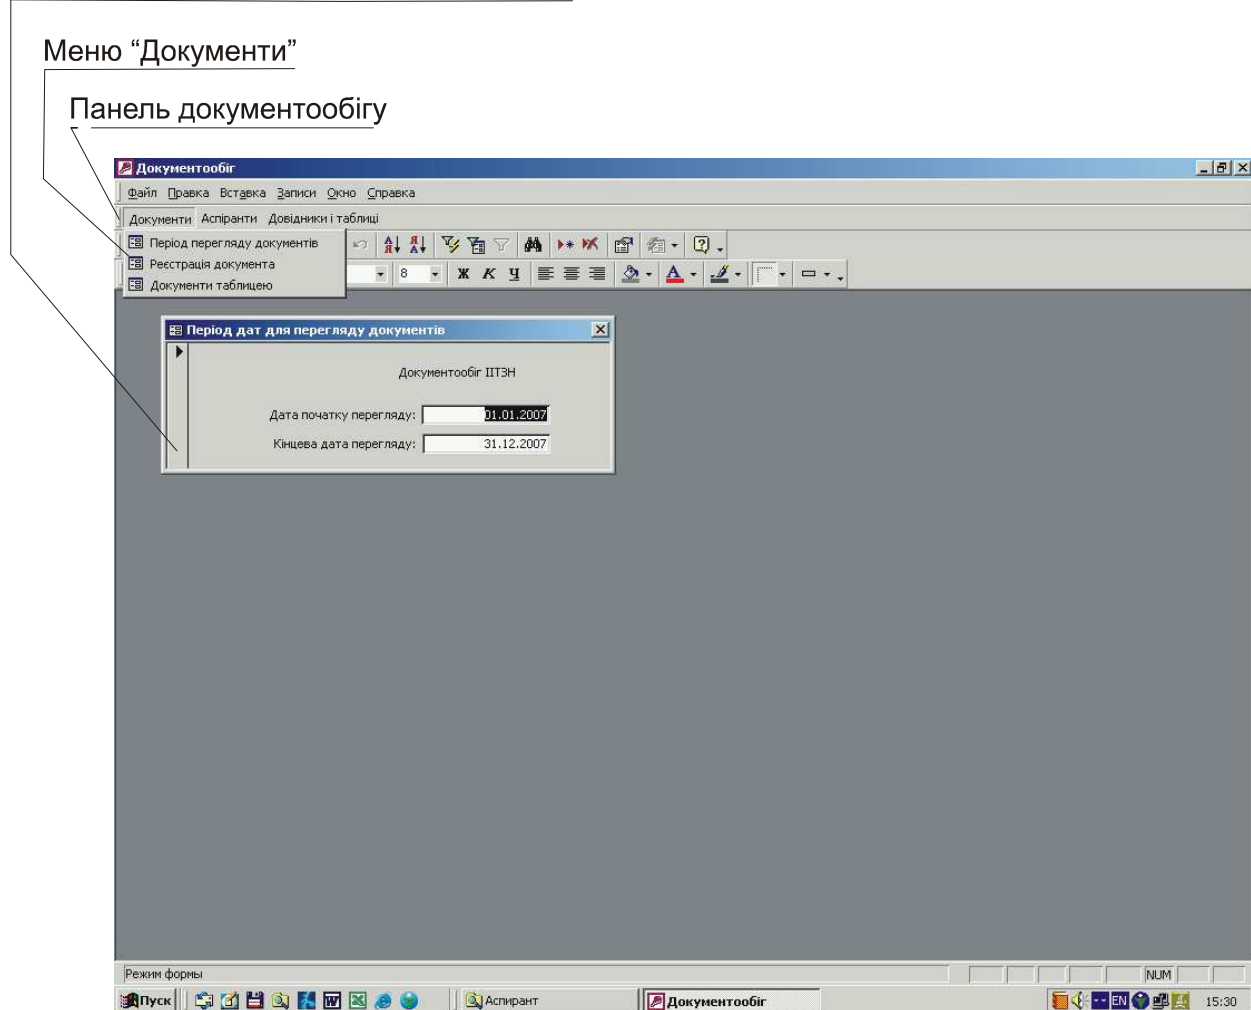 Меню “Документи”
Панель документообігу
Документообіг
Файл Правка Вставка Записи Окно Справка
Документи Аспіранти Довідники і таблиці
Період перегляду документів
Реєстрація документа
8 Ж К Ч
Документи таблицею
Період дат для перегляду документів
Документообіг ІІТЗН
Дата початку перегляду: 01.01.2007
Кінцева дата перегляду: 31.12.2007
Режим формы NUM
Пуск Аспирант Документообіг EN 15:30